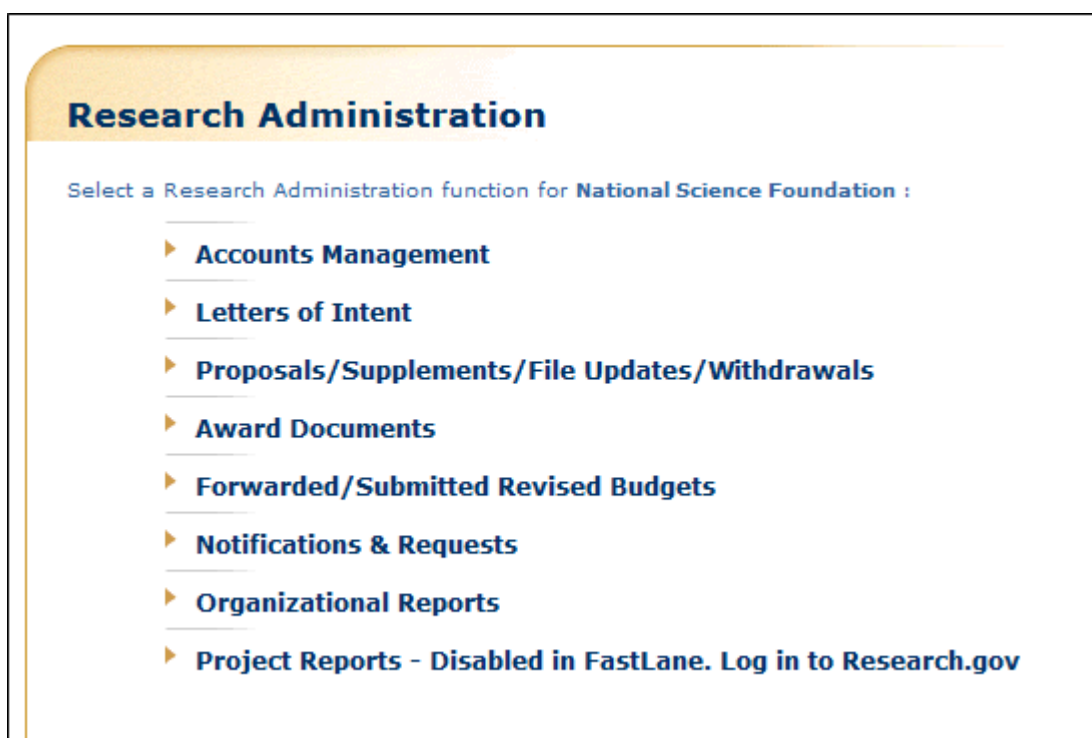 Research Administration
Select a Research Administration function for National Science Foundation :
Accounts Management
Letters of Intent
Proposals/Supplements/File Updates/Withdrawals
Award Documents
Forwarded/Submitted Revised Budgets
Notifications & Requests
Organizational Reports
Project Reports - Disabled in FastLane. Log in to Research.gov